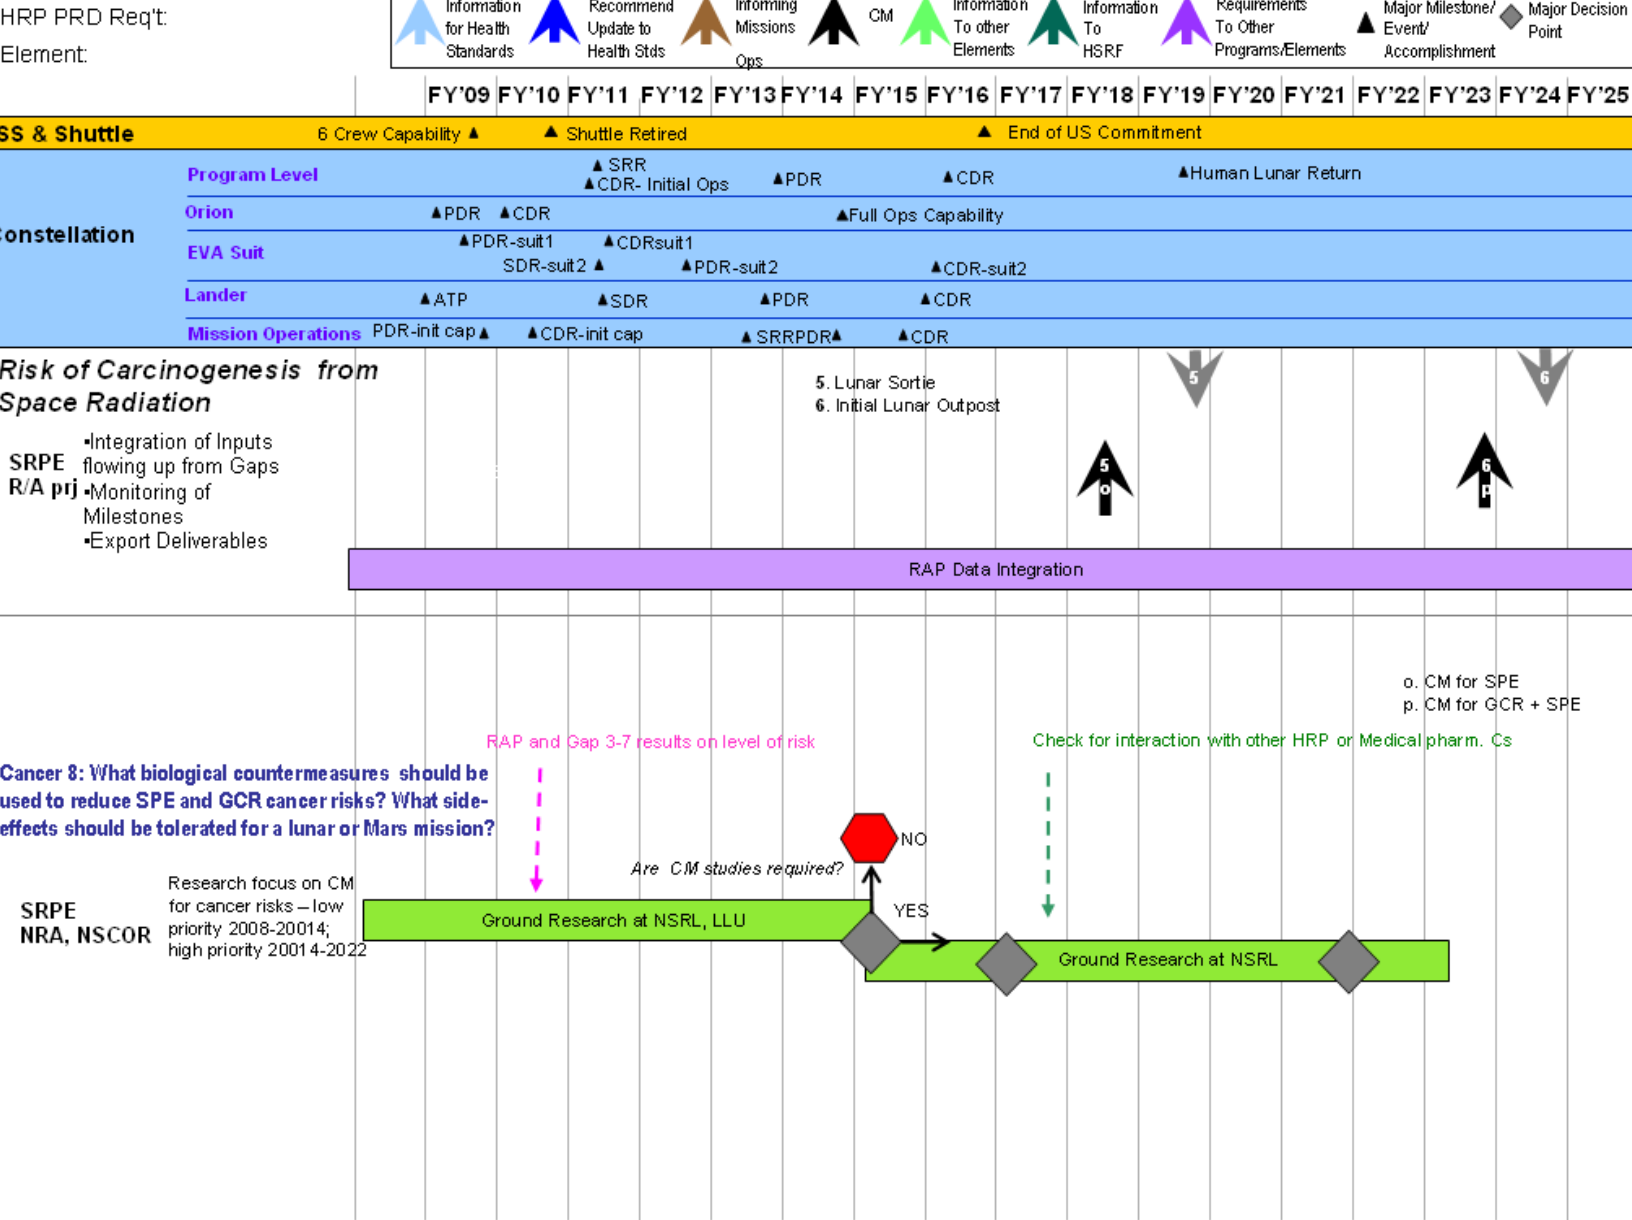 HRP PRD Req't:
Element:
Information
for Health
Standards
Recommend
Update to
Health Stds
Informing
Missions
Ops
CM
Information
To other
Elements
Information
To
HSRF
Requirements
To Other
Programs/Elements
Major Milestone/
Event/
Accomplishment
Major Decision
Point
FY'09 FY'10 FY'11 FY'12 FY'13 FY'14 FY'15 FY'16 FY'17 FY'18 FY'19 FY'20 FY'21 FY'22 FY'23 FY'24 FY'25
SS & Shuttle
6 Crew Capability
Shuttle Retired
End of US Commitment
onstellation
Program Level
SRR
CDR- Initial Ops
PDR
CDR
Human Lunar Return
Orion
PDR
CDR
Full Ops Capability
EVA Suit
PDR-suit1
CDRsuit1
SDR-suit2
PDR-suit2
CDR-suit2
Lander
ATP
SDR
PDR
CDR
Mission Operations
PDR-init cap
CDR-init cap
SRRPDR
CDR
Risk of Carcinogenesis from
Space Radiation
5. Lunar Sortie
6. Initial Lunar Outpost
5
6
SRPE
R/A prj
▪Integration of Inputs
flowing up from Gaps
▪Monitoring of
Milestones
▪Export Deliverables
5
o
6
p
RAP Data Integration
o. CM for SPE
p. CM for GCR + SPE
RAP and Gap 3-7 results on level of risk
Check for interaction with other HRP or Medical pharm. Cs
Cancer 8: What biological countermeasures should be
used to reduce SPE and GCR cancer risks? What side-
effects should be tolerated for a lunar or Mars mission?
NO
Are CM studies required?
YES
SRPE
NRA, NSCOR
Research focus on CM
for cancer risks – low
priority 2008-20014;
high priority 20014-2022
Ground Research at NSRL, LLU
Ground Research at NSRL